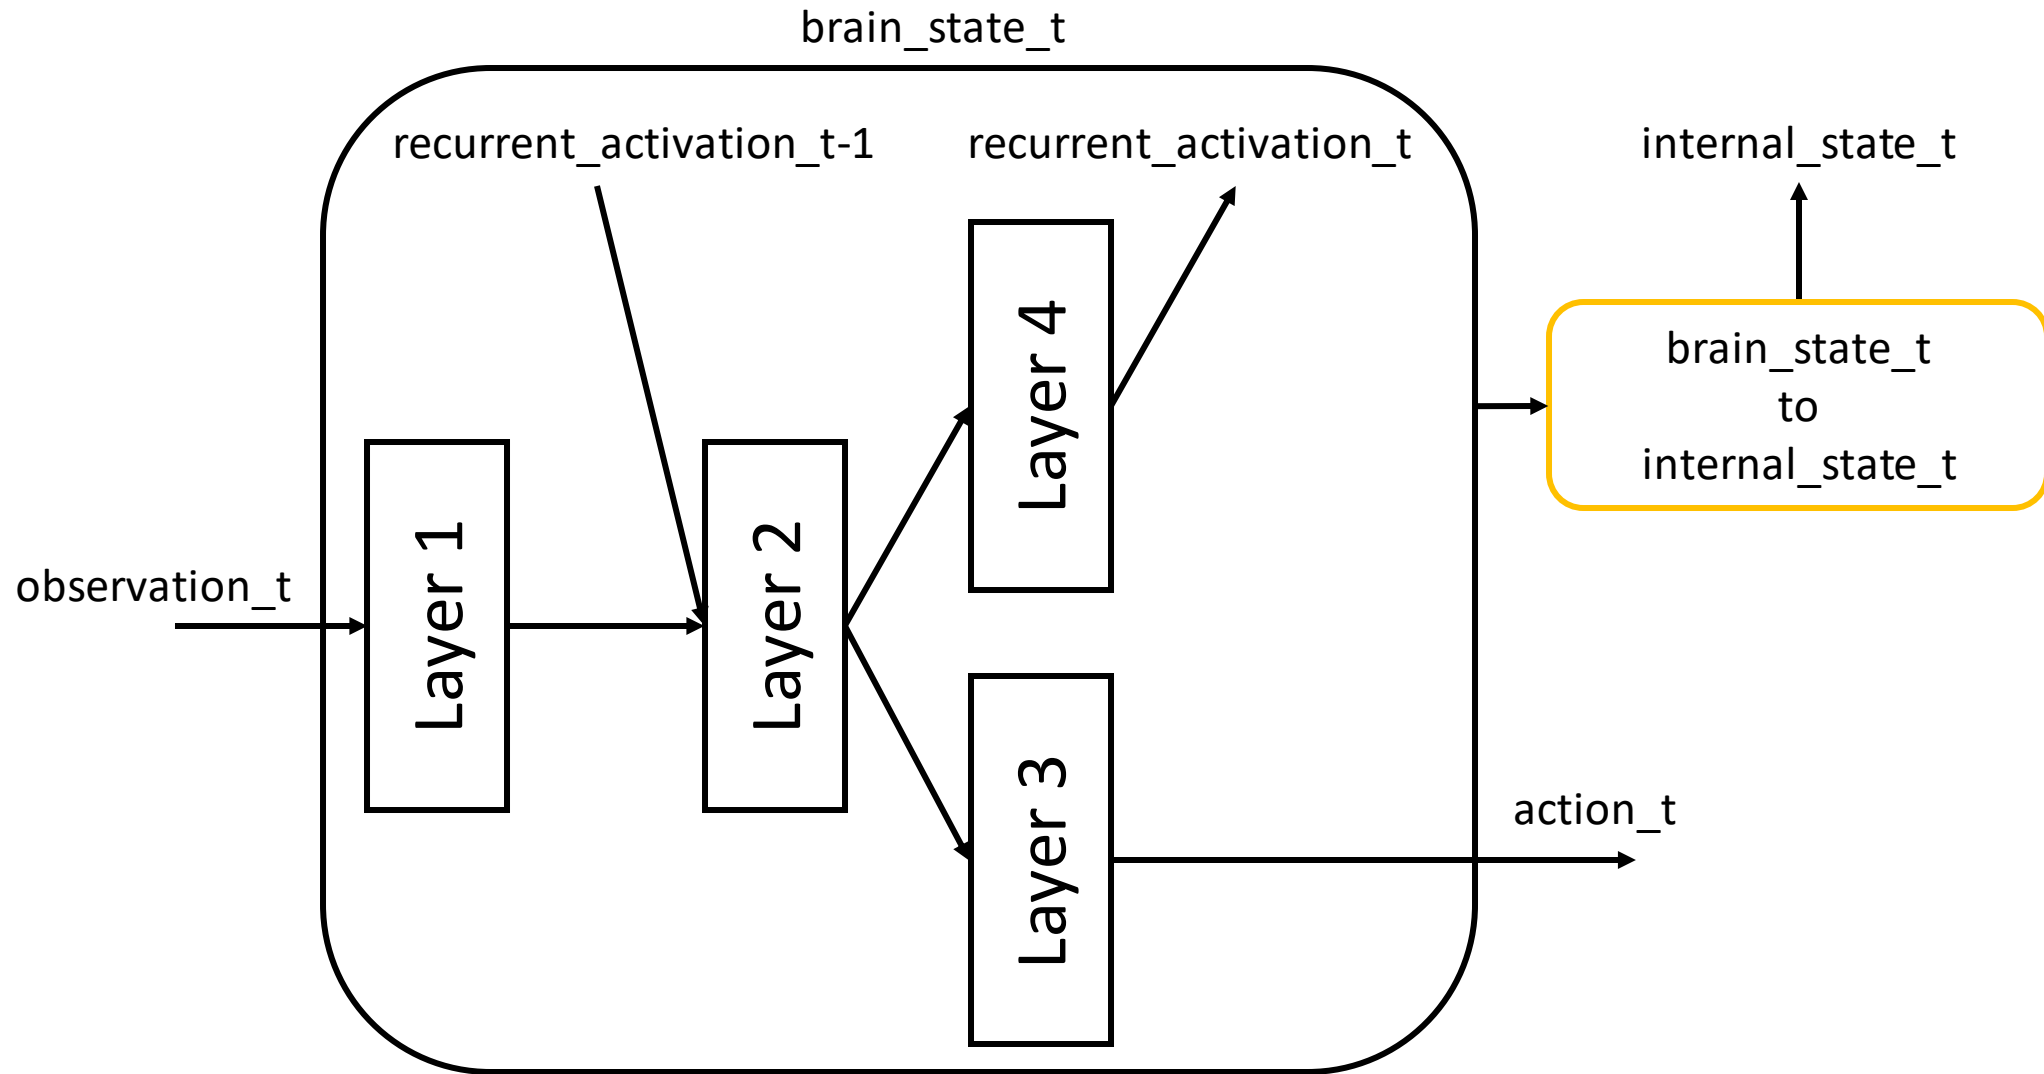 brain_state_t
recurrent_activation_t-1
recurrent_activation_t
internal_state_t
Layer 4
brain_state_t
to
internal_state_t
Layer 1
Layer 2
observation_t
Layer 3
action_t